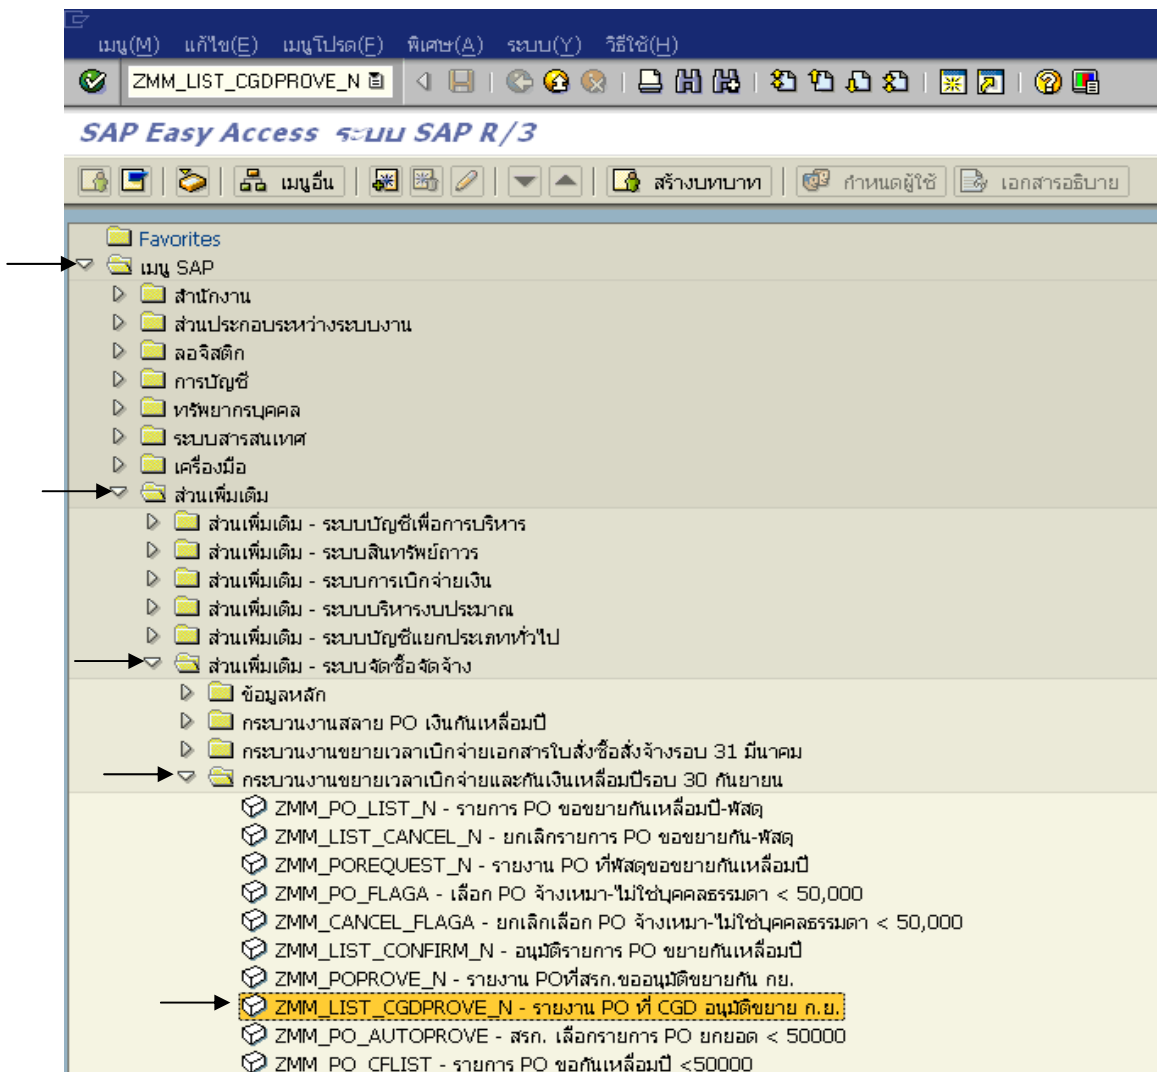 เมนู(M) แก้ไข(E) เมนูโปรด(F) พิเศษ(A) ระบบ(Y) วิธีใช้(H)
ZMM_LIST_CGDPROVE_N
SAP Easy Access ระบบ SAP R/3
เมนูอื่น สร้างบทบาท กำหนดผู้ใช้ เอกสารอธิบาย
Favorites
เมนู SAP
สำนักงาน
ส่วนประกอบระหว่างระบบงาน
ลอจิสติก
การบัญชี
ทรัพยากรบุคคล
ระบบสารสนเทศ
เครื่องมือ
ส่วนเพิ่มเติม
ส่วนเพิ่มเติม - ระบบบัญชีเพื่อการบริหาร
ส่วนเพิ่มเติม - ระบบสินทรัพย์ถาวร
ส่วนเพิ่มเติม - ระบบการเบิกจ่ายเงิน
ส่วนเพิ่มเติม - ระบบบริหารงบประมาณ
ส่วนเพิ่มเติม - ระบบบัญชีแยกประเภททั่วไป
ส่วนเพิ่มเติม - ระบบจัดซื้อจัดจ้าง
ข้อมูลหลัก
กระบวนงานสลาย PO เงินกันเหลื่อมปี
กระบวนงานขยายเวลาเบิกจ่ายเอกสารใบสั่งซื้อสั่งจ้างรอบ 31 มีนาคม
กระบวนงานขยายเวลาเบิกจ่ายและกันเงินเหลื่อมปีรอบ 30 กันยายน
ZMM_PO_LIST_N - รายการ PO ขอขยายกันเหลื่อมปี-พัสดุ
ZMM_LIST_CANCEL_N - ยกเลิกรายการ PO ขอขยายกัน-พัสดุ
ZMM_POREQUEST_N - รายงาน PO ที่พัสดุขอขยายกันเหลื่อมปี
ZMM_PO_FLAGA - เลือก PO จ้างเหมา-ไม่ใช่บุคคลธรรมดา < 50,000
ZMM_CANCEL_FLAGA - ยกเลิกเลือก PO จ้างเหมา-ไม่ใช่บุคคลธรรมดา < 50,000
ZMM_LIST_CONFIRM_N - อนุมัติรายการ PO ขยายกันเหลื่อมปี
ZMM_POPROVE_N - รายงาน POที่สรก.ขออนุมัติขยายกัน กย.
ZMM_LIST_CGDPROVE_N - รายงาน PO ที่ CGD อนุมัติขยาย ก.ย.
ZMM_PO_AUTOPROVE - สรก. เลือกรายการ PO ยกยอด < 50000
ZMM_PO_CFLIST - รายการ PO ขอกันเหลื่อมปี <50000